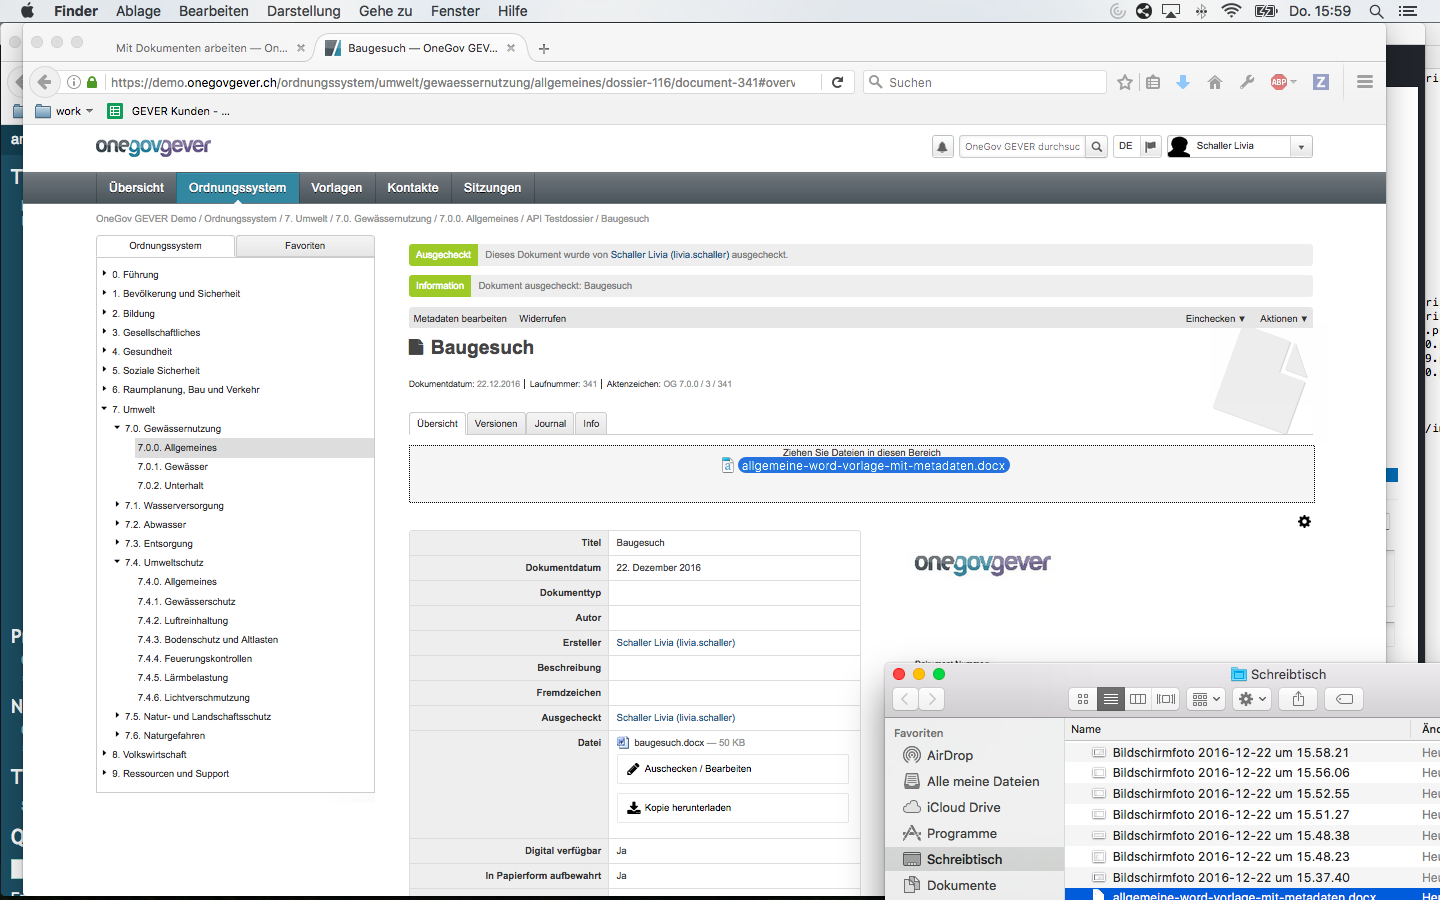 Finder Ablage Bearbeiten Darstellung Gehe zu Fenster Hilfe Do. 15:59
Mit Dokumenten arbeiten — On...
Baugesuch — OneGov GEV...
https://demo.onegovgever.ch/ordnungssystem/umwelt/gewaessernutzung/allgemeines/dossier-116/document-341#overv
Suchen
ABP
Z
work
GEVER Kunden - ...
onegovgever
OneGov GEVER durchsuc
DE
Schaller Livia
Übersicht Ordnungssystem Vorlagen Kontakte Sitzungen
OneGov GEVER Demo / Ordnungssystem / 7. Umwelt / 7.0. Gewässernutzung / 7.0.0. Allgemeines / API Testdossier / Baugesuch
Ordnungssystem Favoriten
0. Führung
1. Bevölkerung und Sicherheit
2. Bildung
3. Gesellschaftliches
4. Gesundheit
5. Soziale Sicherheit
6. Raumplanung, Bau und Verkehr
7. Umwelt
7.0. Gewässernutzung
7.0.0. Allgemeines
7.0.1. Gewässer
7.0.2. Unterhalt
7.1. Wasserversorgung
7.2. Abwasser
7.3. Entsorgung
7.4. Umweltschutz
7.4.0. Allgemeines
7.4.1. Gewässerschutz
7.4.2. Luftreinhaltung
7.4.3. Bodenschutz und Altlasten
7.4.4. Feuerungskontrollen
7.4.5. Lärmbelastung
7.4.6. Lichtverschmutzung
7.5. Natur- und Landschaftsschutz
7.6. Naturgefahren
8. Volkswirtschaft
9. Ressourcen und Support
Ausgecheckt Dieses Dokument wurde von Schaller Livia (livia.schaller) ausgecheckt.
Information Dokument ausgecheckt: Baugesuch
Metadaten bearbeiten Widerrufen Einchecken ▼ Aktionen ▼
Baugesuch
Dokumentdatum: 22.12.2016 | Laufnummer: 341 | Aktenzeichen: OG 7.0.0 / 3 / 341
Übersicht Versionen Journal Info
Ziehen Sie Dateien in diesen Bereich
allgemeine-word-vorlage-mit-metadaten.docx
Titel Baugesuch
Dokumentdatum 22. Dezember 2016
Dokumenttyp
Autor
Ersteller Schaller Livia (livia.schaller)
Beschreibung
Fremdzeichen
Ausgecheckt Schaller Livia (livia.schaller)
Datei baugesuch.docx — 50 KB
Auschecken / Bearbeiten
Kopie herunterladen
Digital verfügbar Ja
In Papierform aufbewahrt Ja
onegovgever
Schreibtisch
Favoriten
AirDrop
Alle meine Dateien
iCloud Drive
Programme
Schreibtisch
Dokumente
Name Änd
Bildschirmfoto 2016-12-22 um 15.58.21 Heu
Bildschirmfoto 2016-12-22 um 15.56.06 Heu
Bildschirmfoto 2016-12-22 um 15.52.55 Heu
Bildschirmfoto 2016-12-22 um 15.51.27 Heu
Bildschirmfoto 2016-12-22 um 15.48.38 Heu
Bildschirmfoto 2016-12-22 um 15.48.23 Heu
Bildschirmfoto 2016-12-22 um 15.37.40 Heu
allgemeine-word-vorlage-mit-metadaten.docx Heu